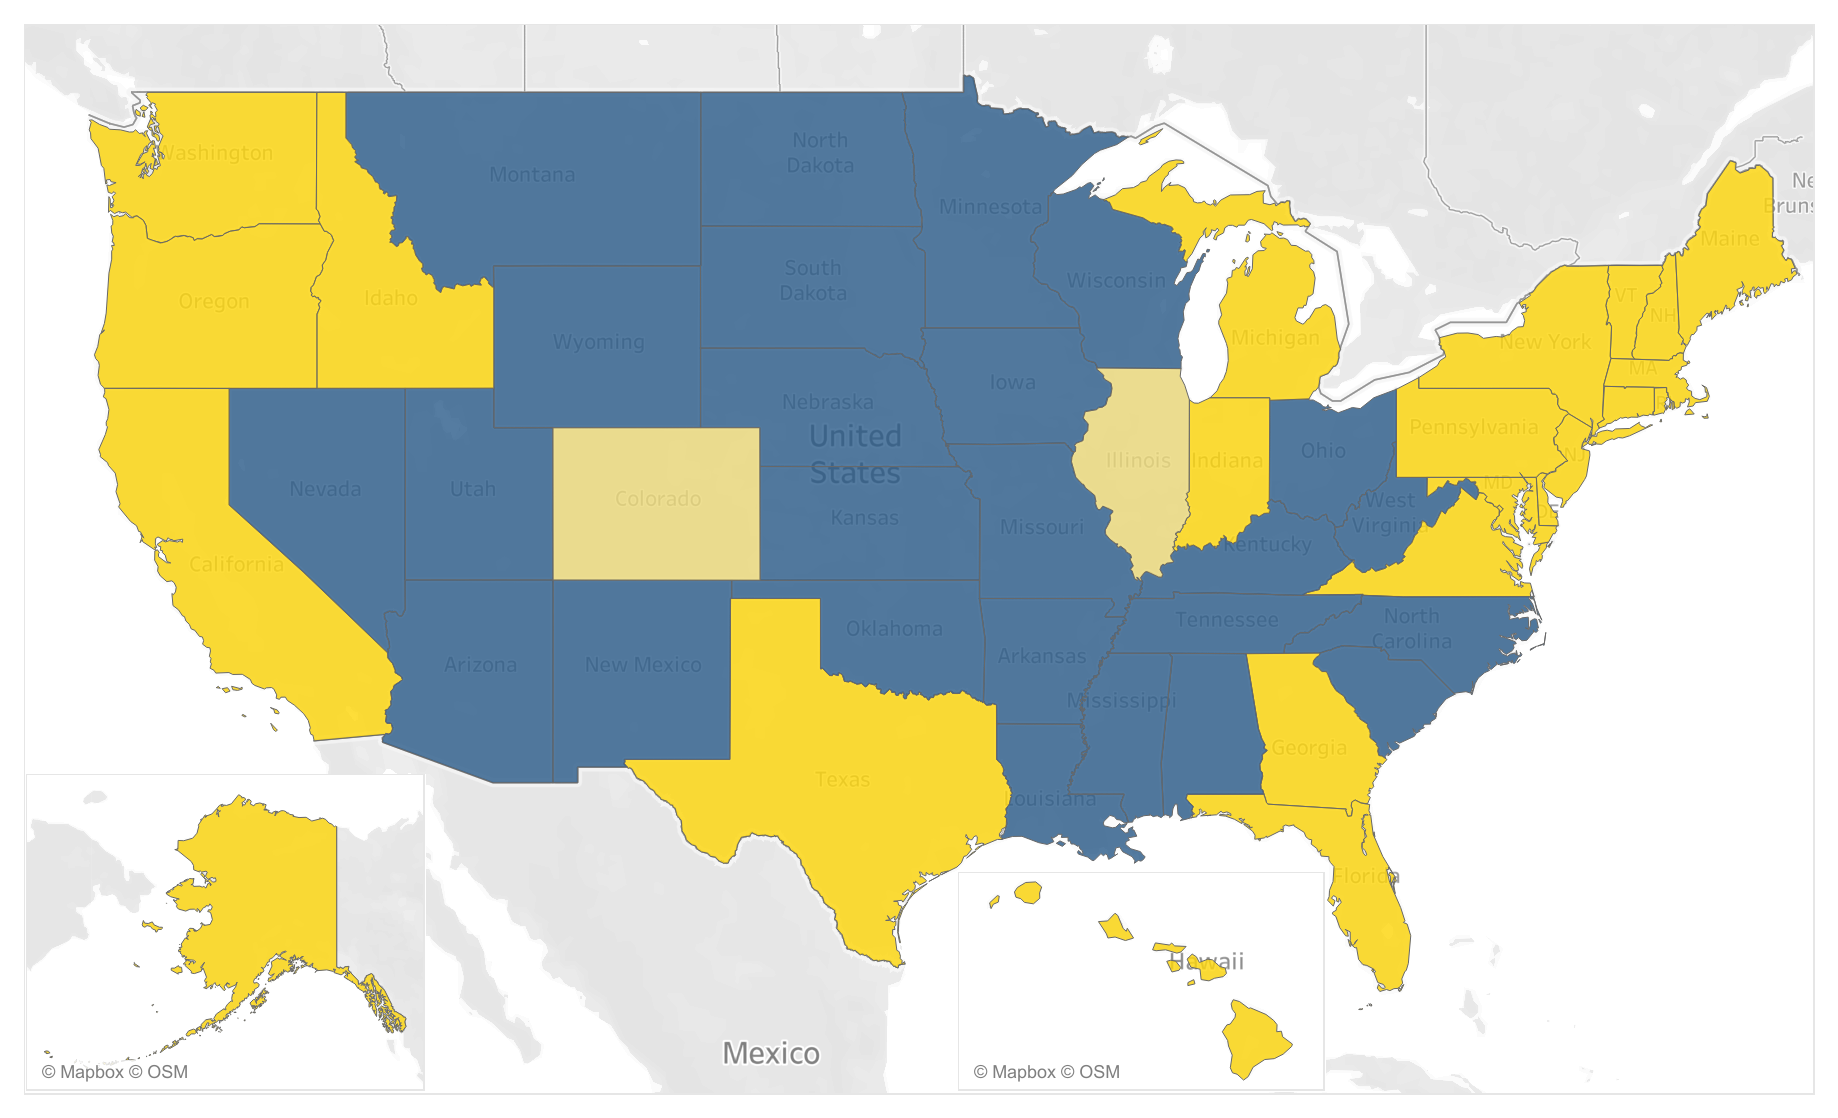 Washington
Montana
North
Dakota
Minnesota
Ne
Bruns
Maine
Oregon
Idaho
South
Dakota
Wisconsin
VT
NH
Wyoming
Michigan
New York
MA
Iowa
Nebraska
Pennsylvania
United
States
Nevada
Utah
Colorado
Kansas
Illinois
Indiana
Ohio
NJ
MD
DE
Missouri
West
Virginia
Kentucky
California
Oklahoma
Tennessee
North
Carolina
Arizona
New Mexico
Arkansas
Mississippi
Georgia
Texas
Louisiana
Florida
Hawaii
Mexico
© Mapbox © OSM
© Mapbox © OSM